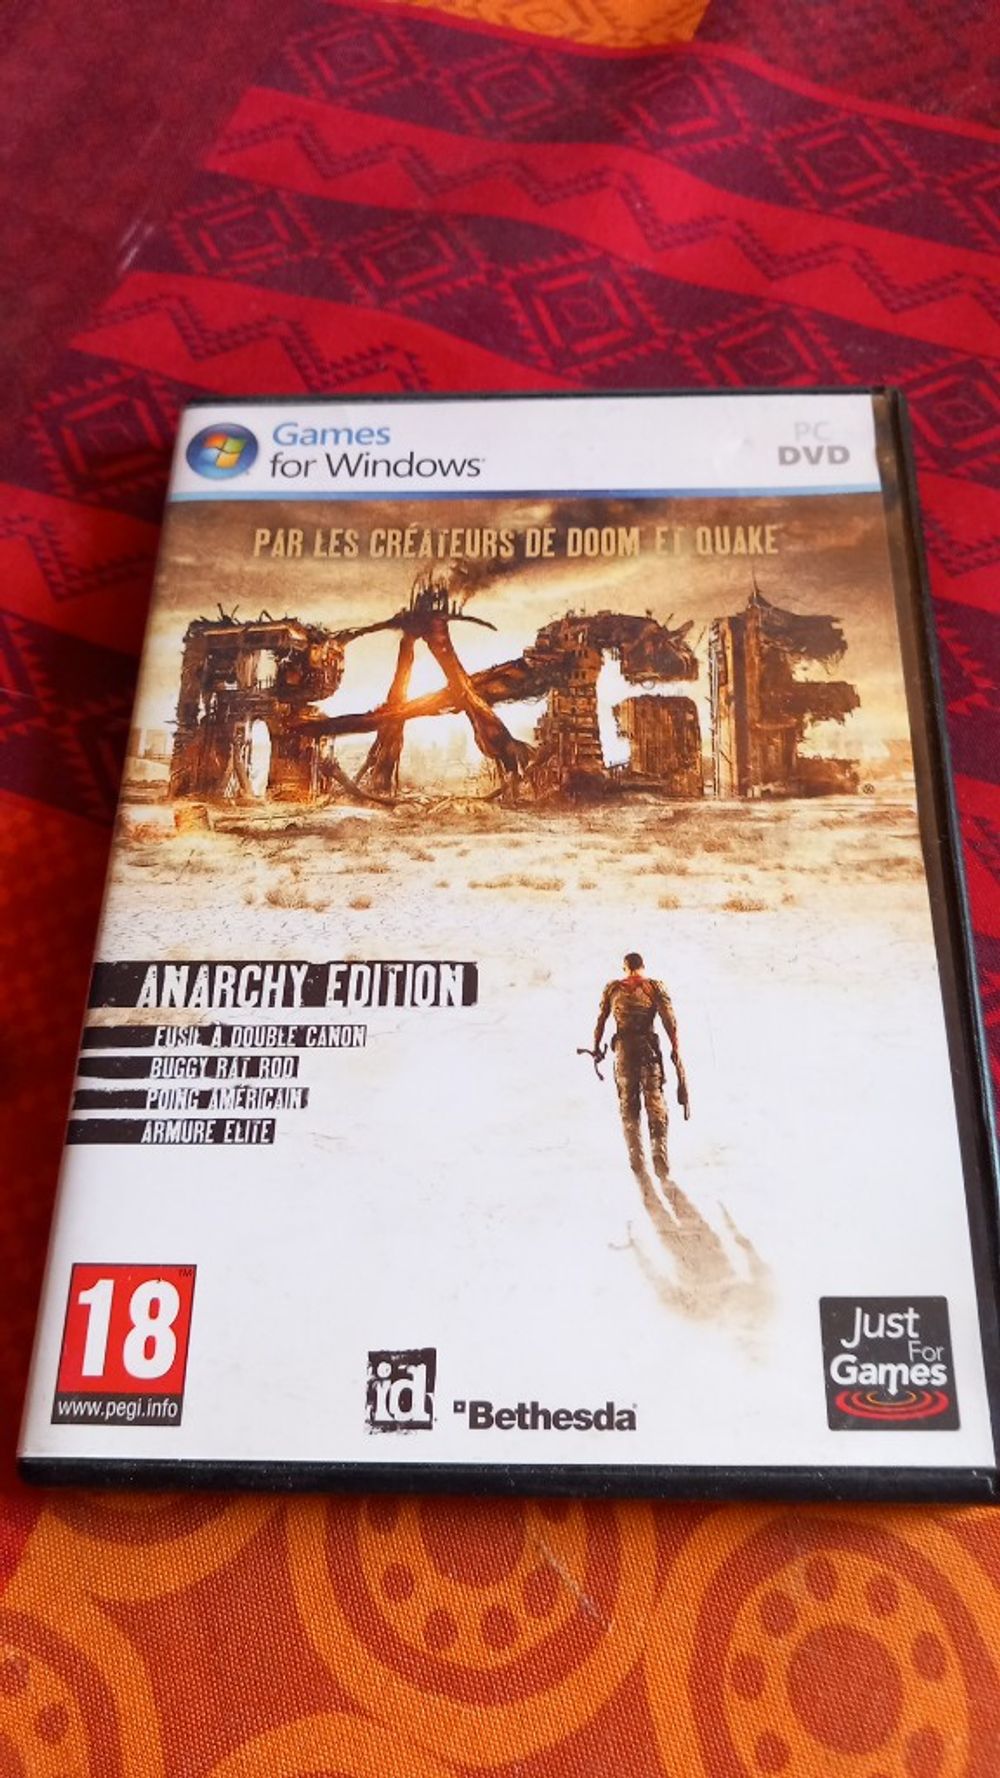 Games
for Windows
PC
DVD
PAR LES CRÉATEURS DE DOOM ET QUAKE
RAGE
ANARCHY EDITION
FUSIL À DOUBLE CANON
BUGGY RAT ROD
POING AMÉRICAIN
ARMURE ELITE
18
www.pegi.info
id
Bethesda
Just
For
Games